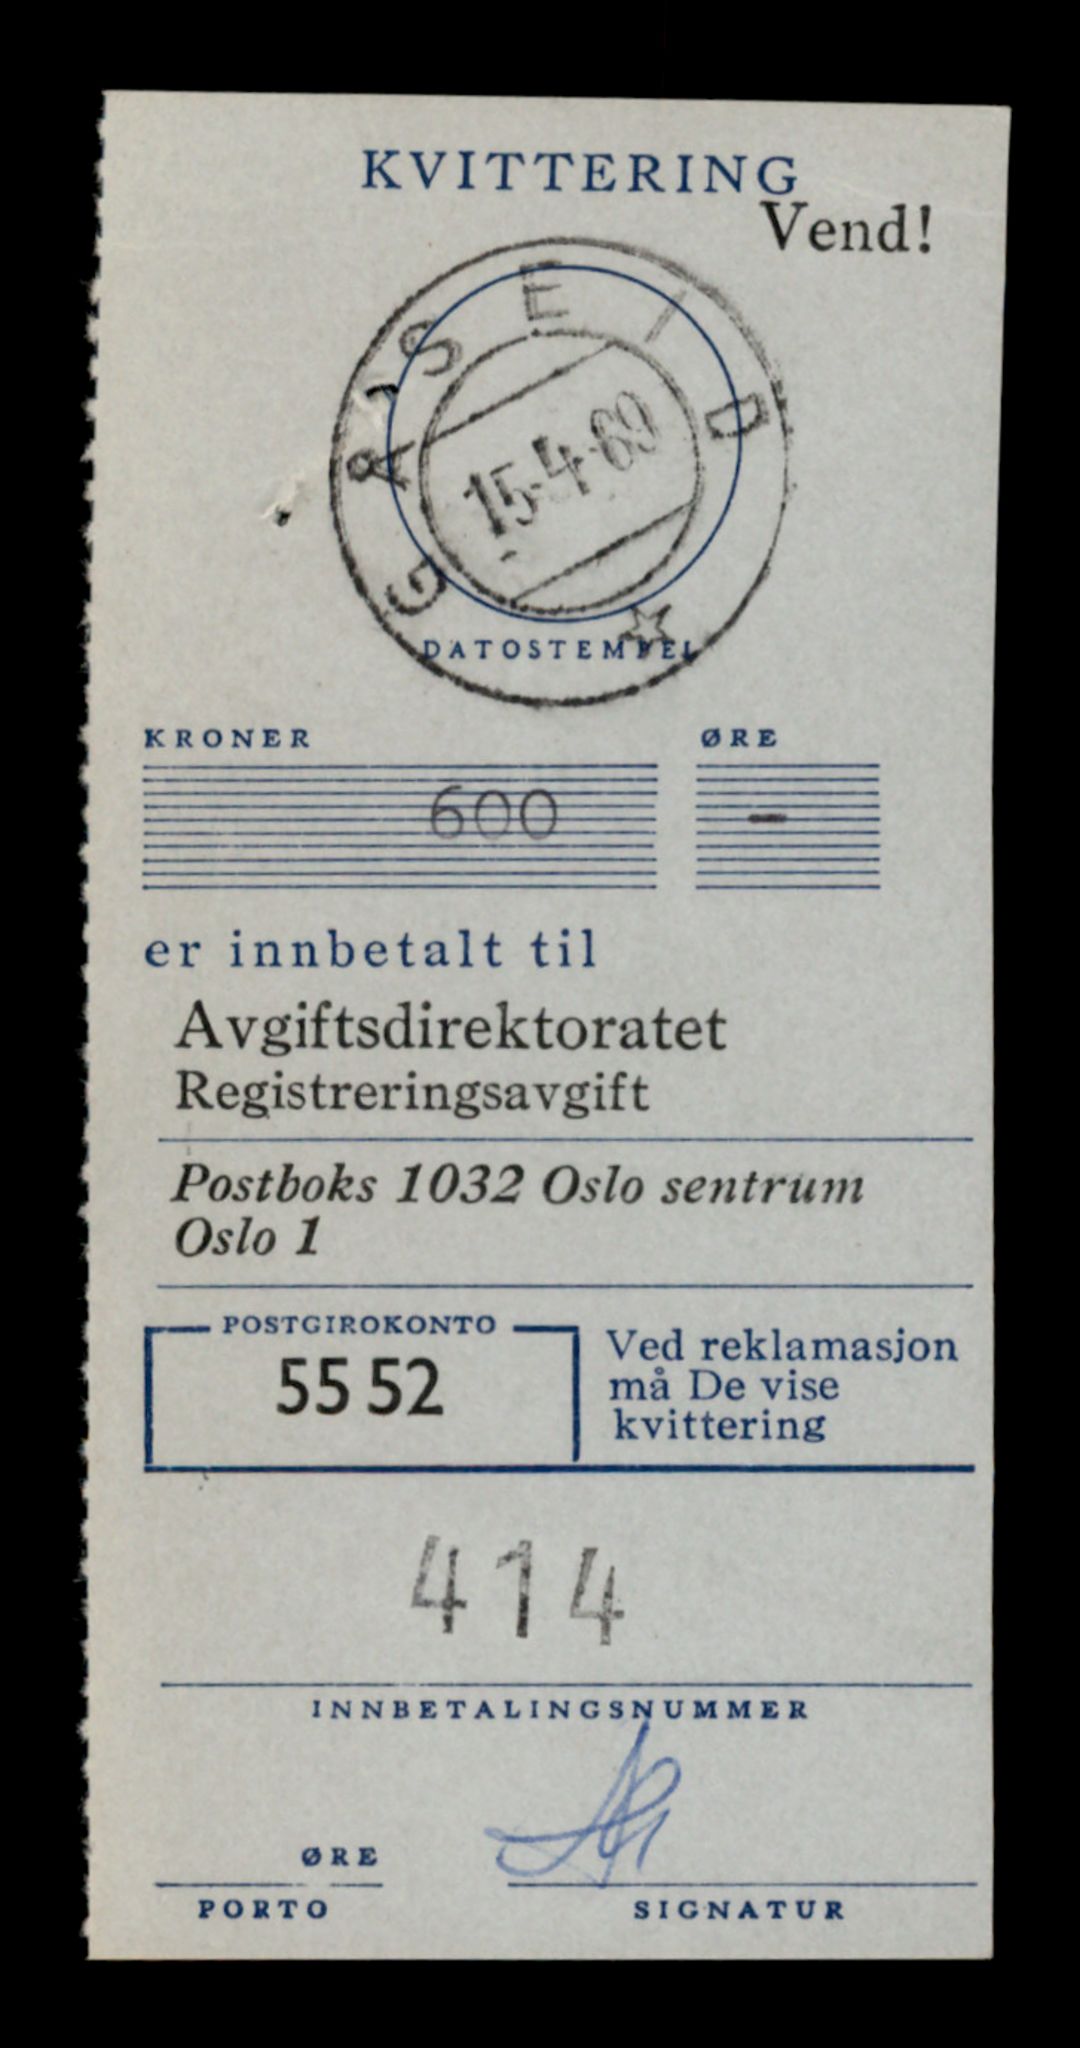 KVITTERING
Vend!
GÅSEID
15.4.69
DATOSTEMPEL
KRONER ØRE
600 –
er innbetalt til
Avgiftsdirektoratet
Registreringsavgift
Postboks 1032 Oslo sentrum
Oslo 1
POSTGIROKONTO
55 52
Ved reklamasjon
må De vise
kvittering
414
INNBETALINGSNUMMER
ØRE
PORTO SIGNATUR